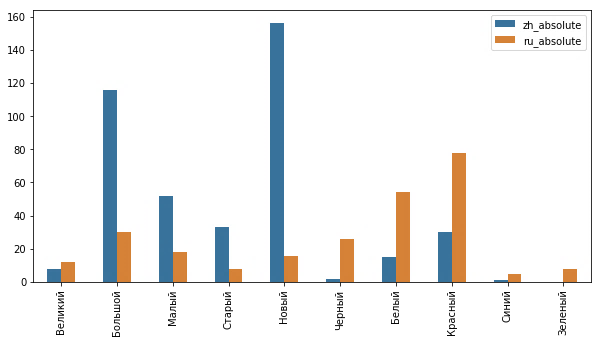 160
140
120
100
80
60
40
20
0
zh_absolute
ru_absolute
Великий
Большой
Малый
Старый
Новый
Черный
Белый
Красный
Синий
Зеленый